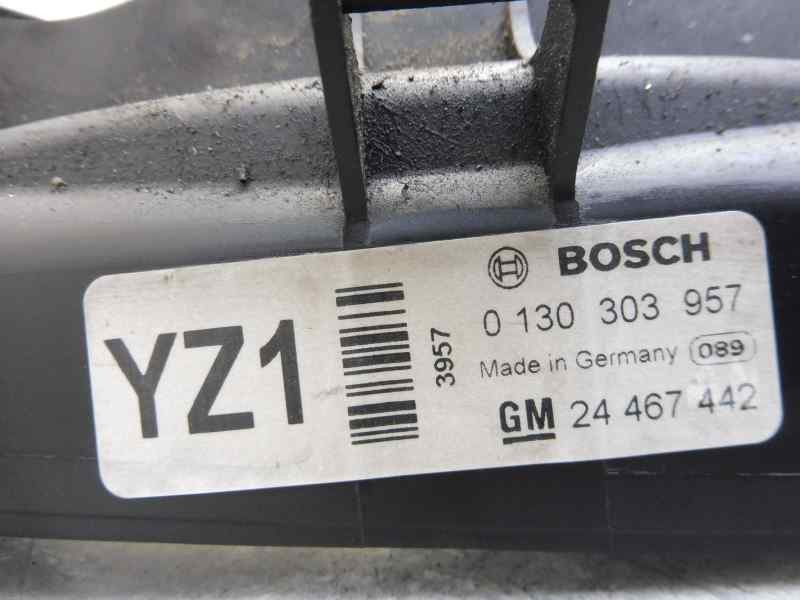 YZ1
3957
BOSCH
0 130 303 957
Made in Germany 089
GM 24 467 442